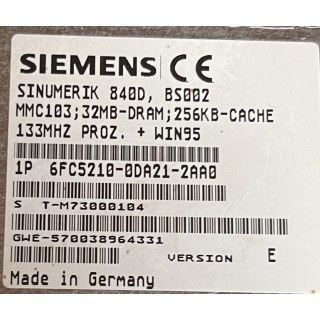 SIEMENS CE
SINUMERIK 840D, BS002
MMC103;32MB-DRAM;256KB-CACHE
133MHZ PROZ. + WIN95
1P 6FC5210-0DA21-2AA0
S T-M73000104
GWE-570038964331
VERSION E
Made in Germany